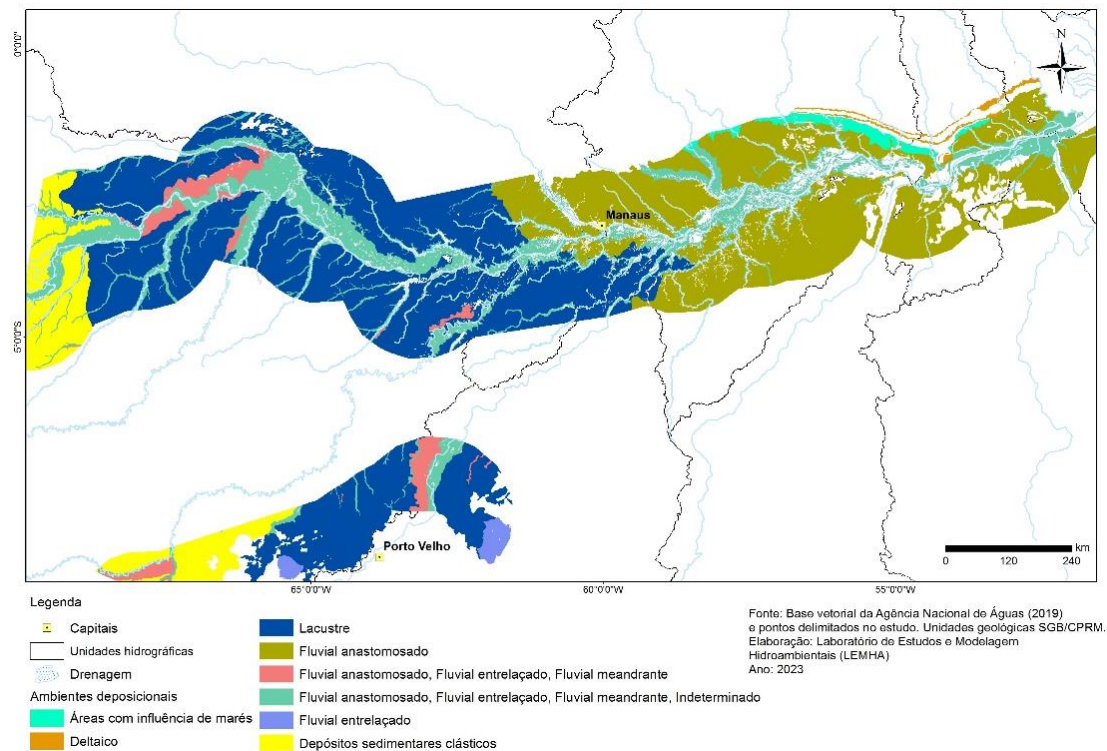 0°0'0"
N
Manaus
5°0'0"S
Porto Velho
km
0 120 240
65°0'0"W 60°0'0"W 55°0'0"W
Legenda
Capitais
Unidades hidrográficas
Drenagem
Ambientes deposicionais
Áreas com influência de marés
Deltaico
Lacustre
Fluvial anastomosado
Fluvial anastomosado, Fluvial entrelaçado, Fluvial meandrante
Fluvial anastomosado, Fluvial entrelaçado, Fluvial meandrante, Indeterminado
Fluvial entrelaçado
Depósitos sedimentares clásticos
Fonte: Base vetorial da Agência Nacional de Águas (2019)
e pontos delimitados no estudo. Unidades geológicas SGB/CPRM.
Elaboração: Laboratório de Estudos e Modelagem
Hidroambientais (LEMHA)
Ano: 2023